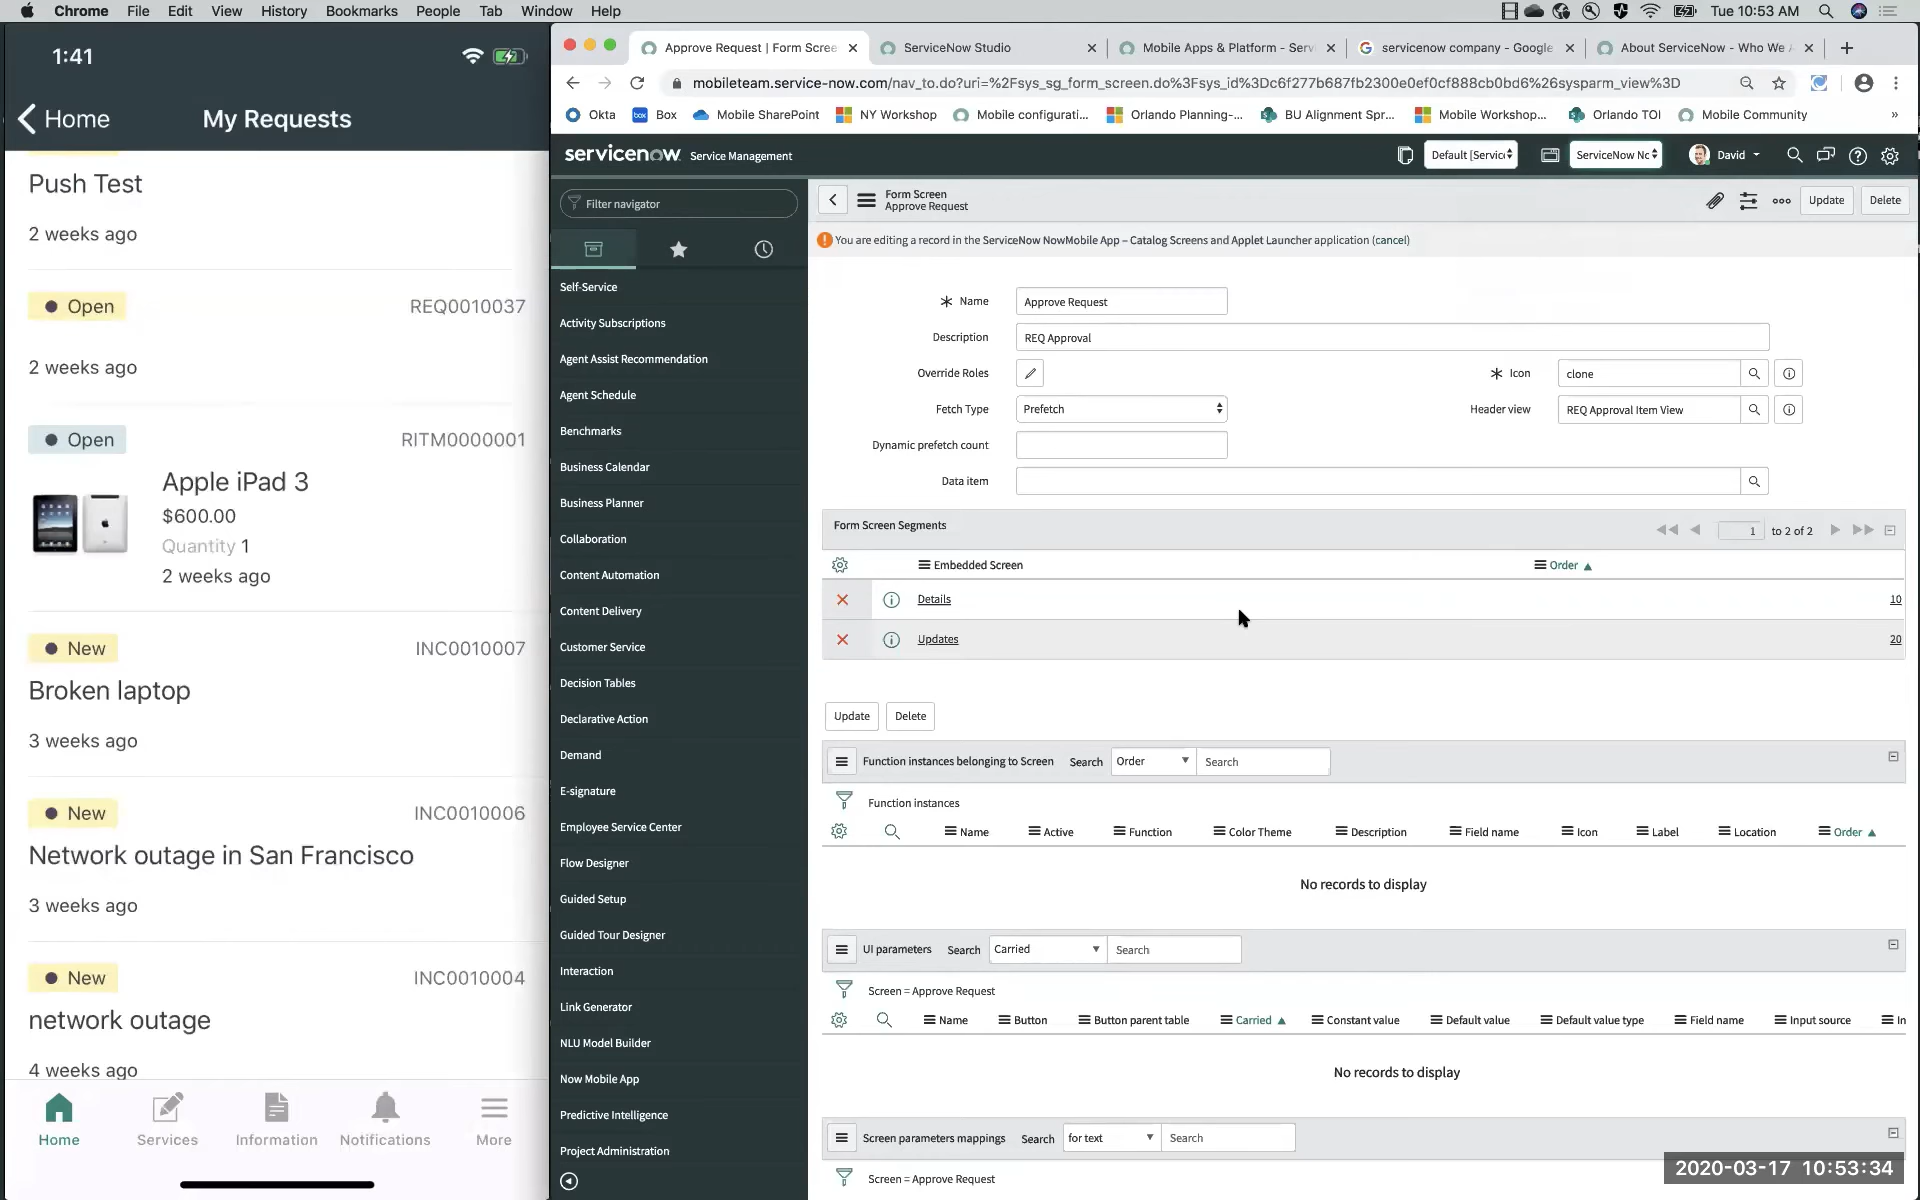 Chrome File Edit View History Bookmarks People Tab Window Help
Tue 10:53 AM
1:41
Home
My Requests
Push Test
2 weeks ago
Open REQ0010037
2 weeks ago
Open RITM0000001
Apple iPad 3
$600.00
Quantity 1
2 weeks ago
New INC0010007
Broken laptop
3 weeks ago
New INC0010006
Network outage in San Francisco
3 weeks ago
New INC0010004
network outage
4 weeks ago
Home Services Information Notifications More
Approve Request | Form Scree
ServiceNow Studio
Mobile Apps & Platform - Serv
servicenow company - Google
About ServiceNow - Who We A
mobileteam.service-now.com/nav_to.do?uri=%2Fsys_sg_form_screen.do%3Fsys_id%3Dc6f277b687fb2300e0ef0cf888cb0bd6%26sysparm_view%3D
Okta
box Box
Mobile SharePoint
NY Workshop
Mobile configurati...
Orlando Planning-...
BU Alignment Spr...
Mobile Workshop...
Orlando TOI
Mobile Community
»
servicenow Service Management
Default [Servic
ServiceNow Nc
David
Filter navigator
Self-Service
Activity Subscriptions
Agent Assist Recommendation
Agent Schedule
Benchmarks
Business Calendar
Business Planner
Collaboration
Content Automation
Content Delivery
Customer Service
Decision Tables
Declarative Action
Demand
E-signature
Employee Service Center
Flow Designer
Guided Setup
Guided Tour Designer
Interaction
Link Generator
NLU Model Builder
Now Mobile App
Predictive Intelligence
Project Administration
Form Screen
Approve Request
Update Delete
You are editing a record in the ServiceNow NowMobile App – Catalog Screens and Applet Launcher application (cancel)
Name Approve Request
Description REQ Approval
Override Roles
Icon clone
Fetch Type Prefetch
Header view REQ Approval Item View
Dynamic prefetch count
Data item
Form Screen Segments
1 to 2 of 2
Embedded Screen Order
Details 10
Updates 20
Update Delete
Function instances belonging to Screen Search Order Search
Function instances
Name Active Function Color Theme Description Field name Icon Label Location Order
No records to display
UI parameters Search Carried Search
Screen = Approve Request
Name Button Button parent table Carried Constant value Default value Default value type Field name Input source In
No records to display
Screen parameters mappings Search for text Search
Screen = Approve Request
2020-03-17 10:53:34